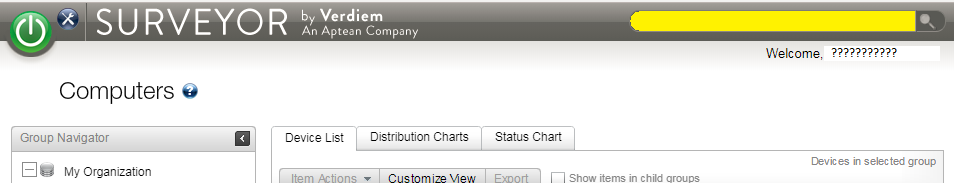 SURVEYOR by Verdiem
An Aptean Company
Welcome, ???????????
Computers ?
Group Navigator
Device List Distribution Charts Status Chart
Devices in selected group
My Organization
Item Actions Customize View Export Show items in child groups